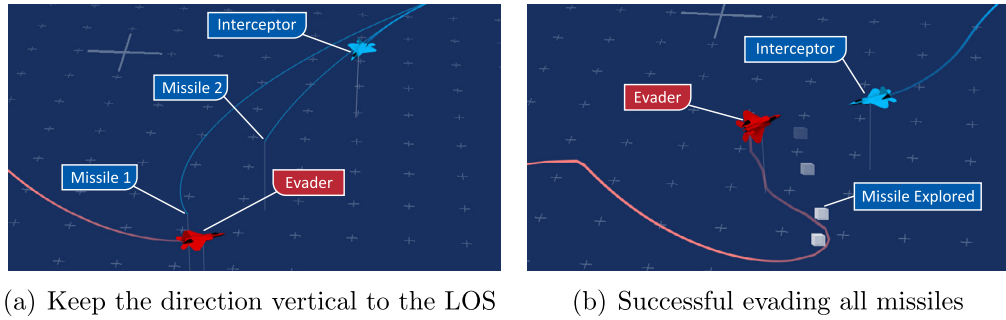 Interceptor
Missile 2
Missile 1
Evader
(a) Keep the direction vertical to the LOS
Interceptor
Evader
Missile Explored
(b) Successful evading all missiles